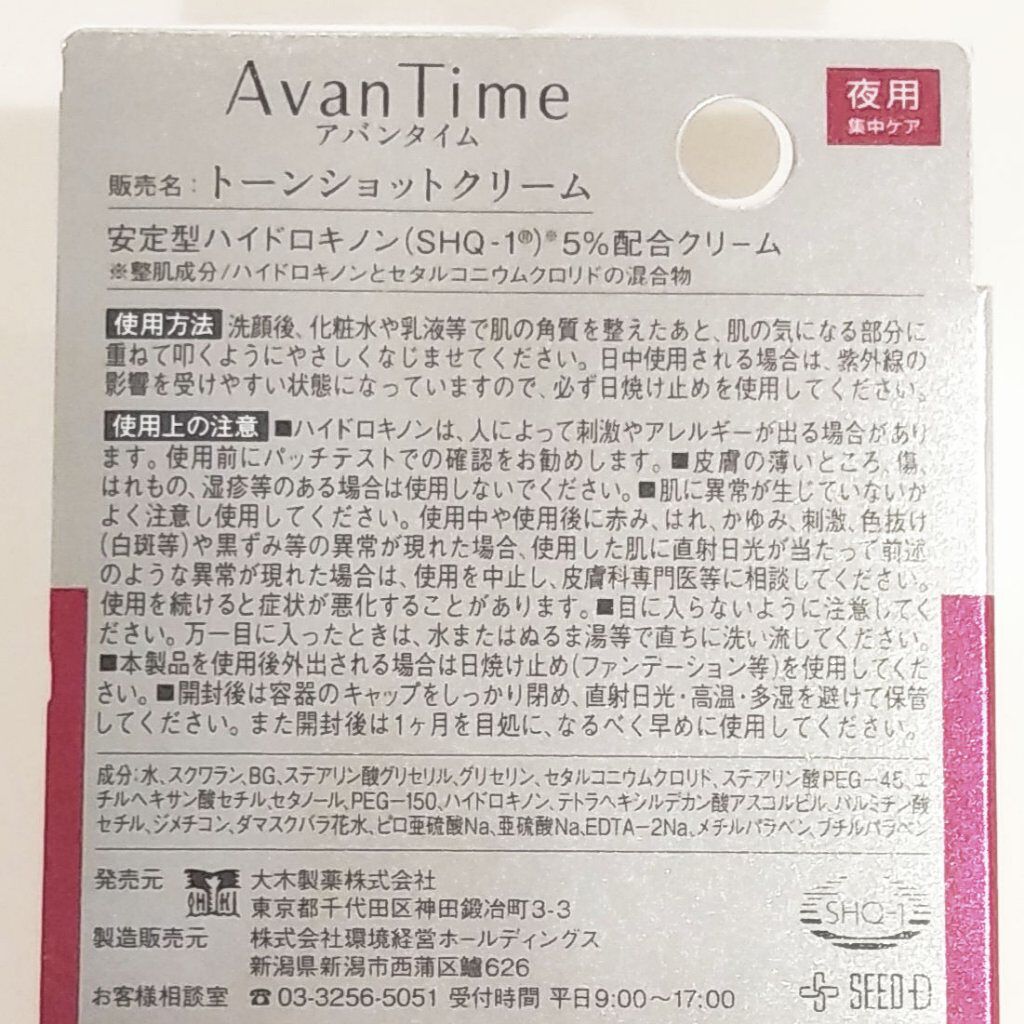 AvanTime
アバンタイム
夜用
集中ケア
販売名:トーンショットクリーム
安定型ハイドロキノン(SHQ-1®)※5%配合クリーム
※整肌成分/ハイドロキノンとセタルコニウムクロリドの混合物
使用方法 洗顔後、化粧水や乳液等で肌の角質を整えたあと、肌の気になる部分に
重ねて叩くようにやさしくなじませてください。日中使用される場合は、紫外線の
影響を受けやすい状態になっていますので、必ず日焼け止めを使用してください。
使用上の注意 ■ハイドロキノンは、人によって刺激やアレルギーが出る場合があり
ます。使用前にパッチテストでの確認をお勧めします。■皮膚の薄いところ、傷、
はれもの、湿疹等のある場合は使用しないでください。■肌に異常が生じていないか
よく注意し使用してください。使用中や使用後に赤み、はれ、かゆみ、刺激、色抜け
(白斑等)や黒ずみ等の異常が現れた場合、使用した肌に直射日光が当たって前述
のような異常が現れた場合は、使用を中止し、皮膚科専門医等に相談してください。
使用を続けると症状が悪化することがあります。■目に入らないように注意してく
ださい。万一目に入ったときは、水またはぬるま湯等で直ちに洗い流してください。
■本製品を使用後外出される場合は日焼け止め(ファンデーション等)を使用してくだ
さい。■開封後は容器のキャップをしっかり閉め、直射日光・高温・多湿を避けて保管
してください。また開封後は1ヶ月を目処に、なるべく早めに使用してください。
成分:水、スクワラン、BG、ステアリン酸グリセリル、グリセリン、セタルコニウムクロリド、ステアリン酸PEG-45、エ
チルヘキサン酸セチル、セタノール、PEG-150、ハイドロキノン、テトラヘキシルデカン酸アスコルビル、パルミチン酸
セチル、ジメチコン、ダマスクバラ花水、ピロ亜硫酸Na、亜硫酸Na、EDTA-2Na、メチルパラベン、ブチルパラベン
発売元 OHKI 大木製薬株式会社
東京都千代田区神田鍛冶町3-3
製造販売元 株式会社環境経営ホールディングス
新潟県新潟市西蒲区鱸626
お客様相談室 ☎03-3256-5051 受付時間 平日9:00〜17:00
SHQ-1
SEED+D